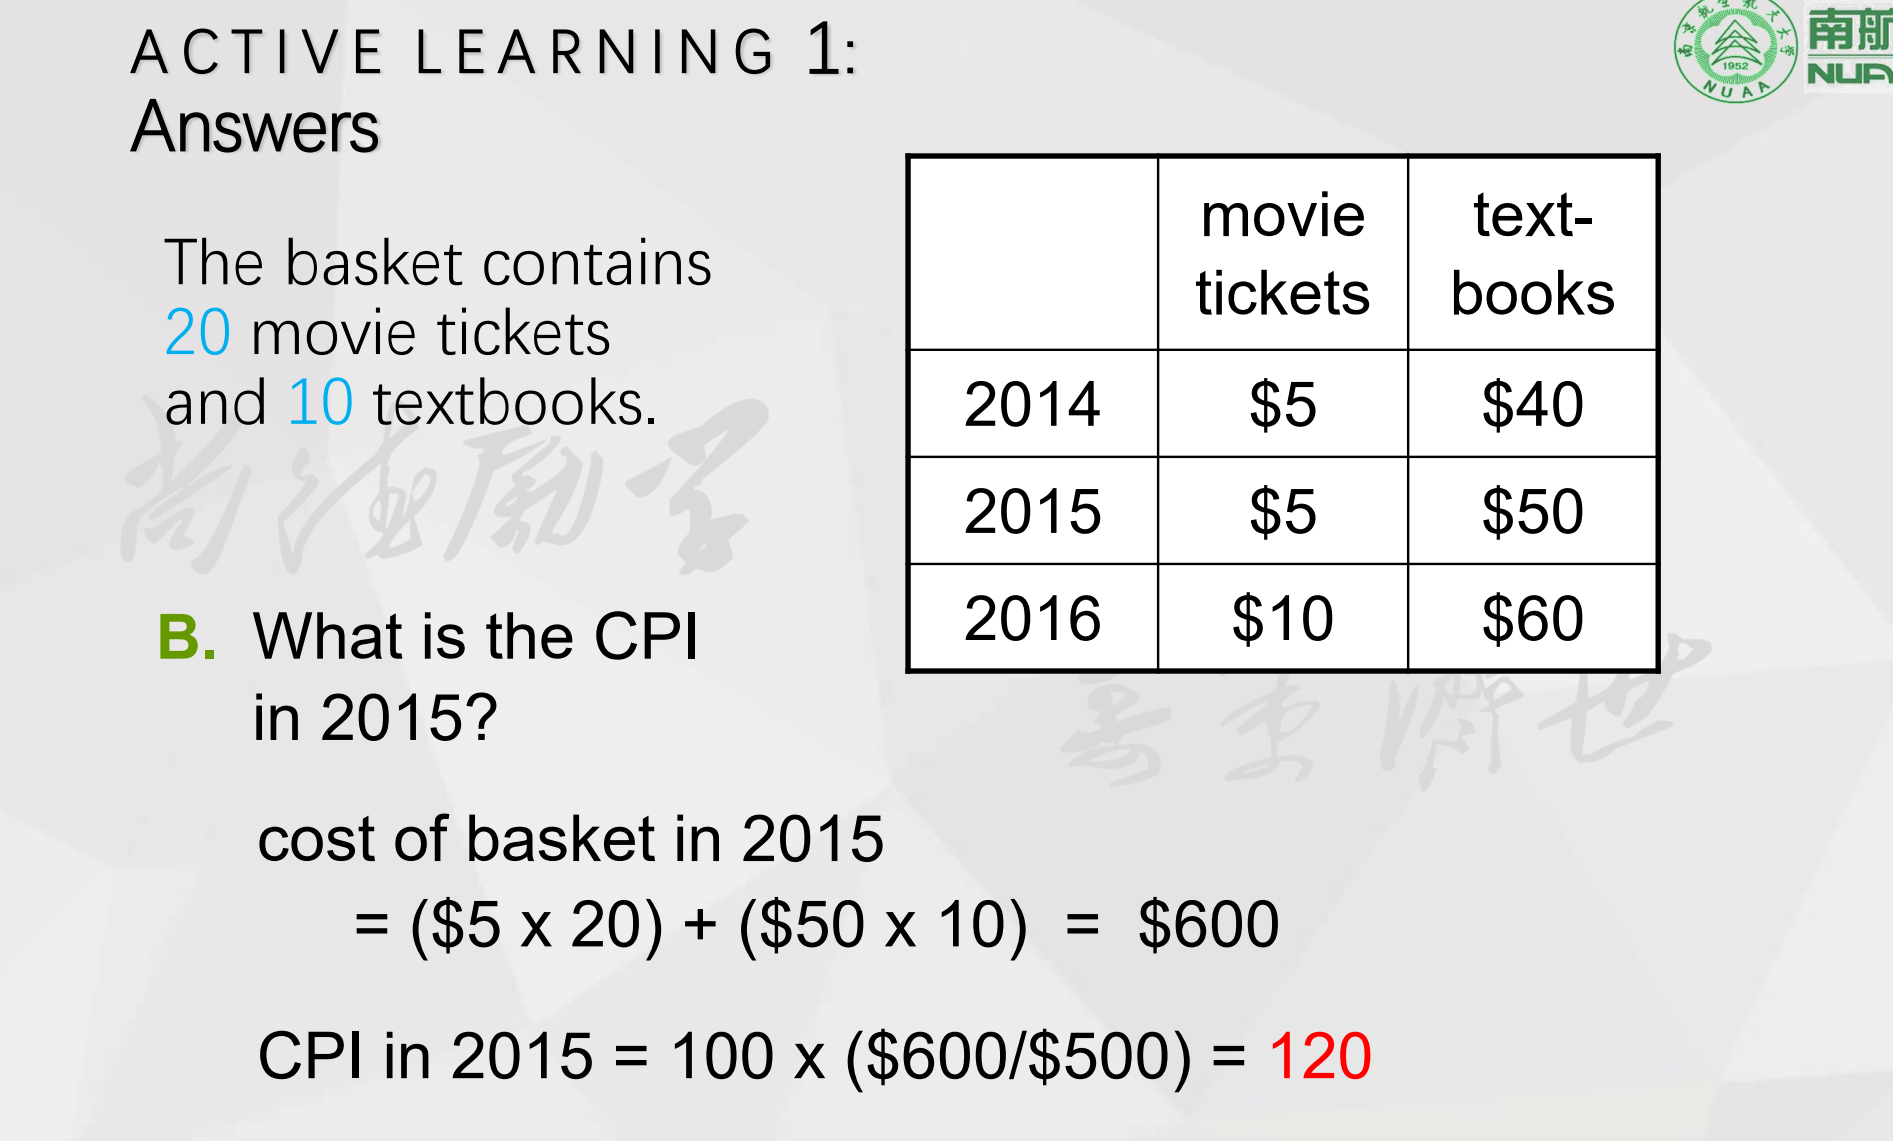 ACTIVE LEARNING 1:
Answers
The basket contains
20 movie tickets
and 10 textbooks.
movie tickets text-books
2014 $5 $40
2015 $5 $50
2016 $10 $60
B. What is the CPI
in 2015?
cost of basket in 2015
= ($5 x 20) + ($50 x 10) = $600
CPI in 2015 = 100 x ($600/$500) = 120
南航
1952
NUAA